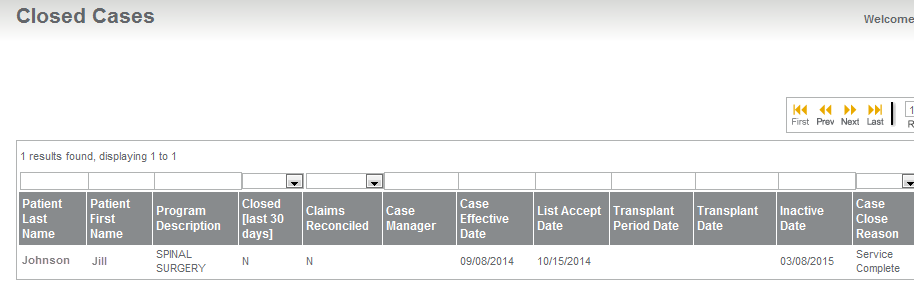 Closed Cases
Welcome
First Prev Next Last
1 results found, displaying 1 to 1
Patient Last Name Patient First Name Program Description Closed [last 30 days] Claims Reconciled Case Manager Case Effective Date List Accept Date Transplant Period Date Transplant Date Inactive Date Case Close Reason
Johnson Jill SPINAL SURGERY N N 09/08/2014 10/15/2014 03/08/2015 Service Complete